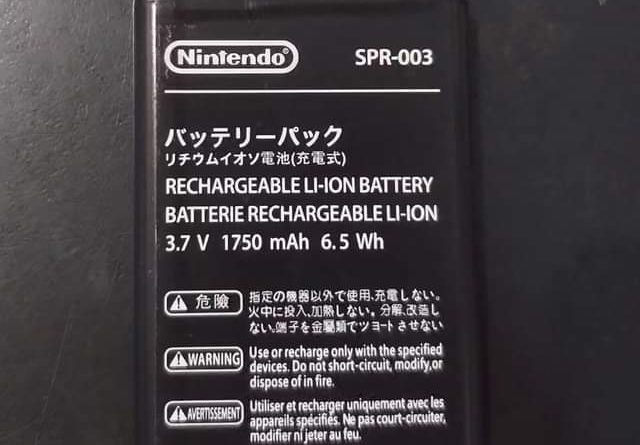 Nintendo® SPR-003
バッテリーパック
リチウムイオソ電池(充電式)
RECHARGEABLE LI-ION BATTERY
BATTERIE RECHARGEABLE LI-ION
3.7 V 1750 mAh 6.5 Wh
危險 指定の機器以外で使用、充電しない。
火中に投入、加熱しない。分解、改造し
ない。端子を金屬類でツヨートさせない
WARNING Use or recharge only with the specified
devices. Do not short-circuit, modify,or
dispose of in fire.
AVERTISSEMENT Utiliser et recharger uniquement avec les
appareils spécifiés. Ne pas court-circuiter,
modifier ni jeter au feu.